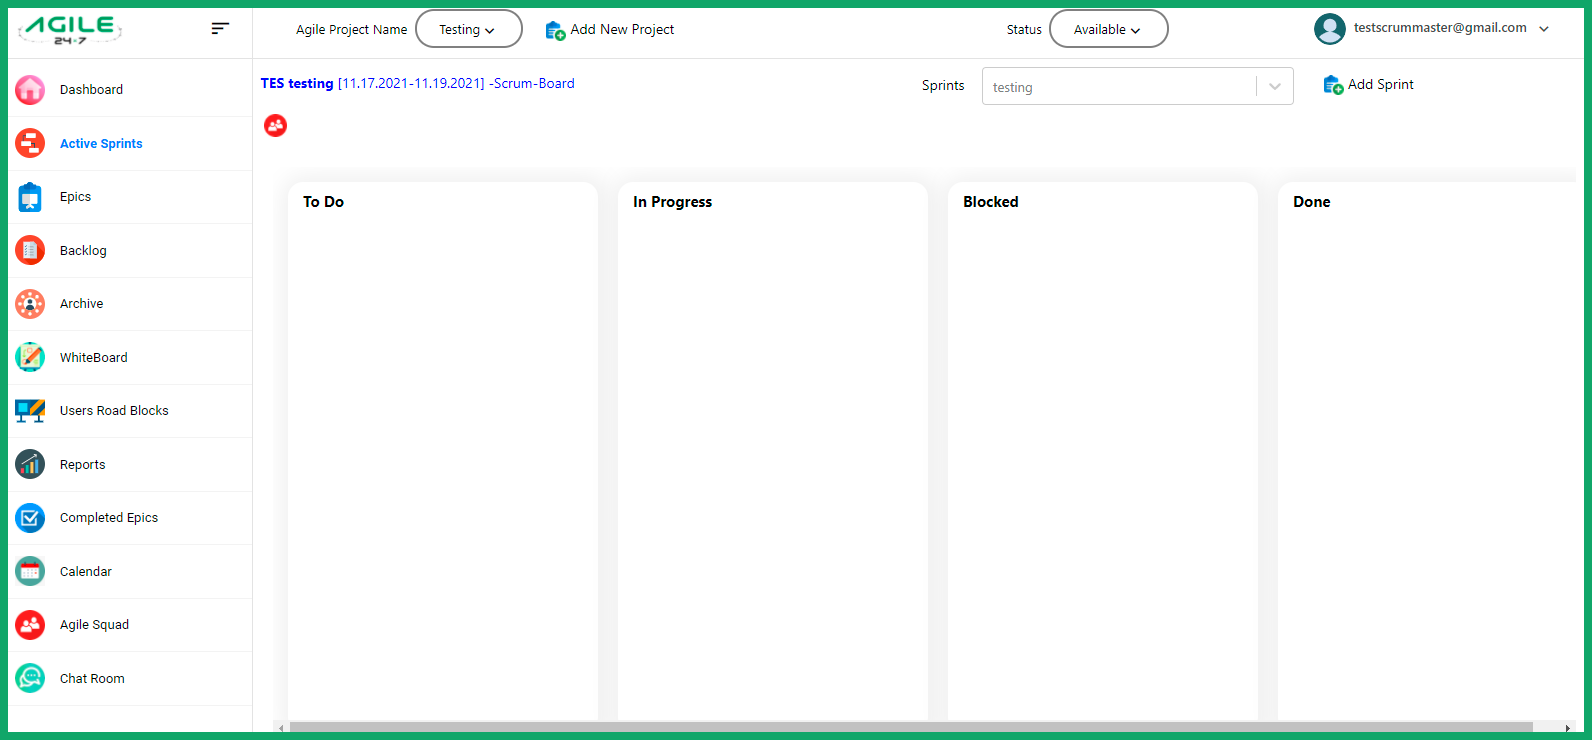 AGILE
24×7
Agile Project Name
Testing
Add New Project
Status
Available
testscrummaster@gmail.com
TES testing [11.17.2021-11.19.2021] -Scrum-Board
Sprints
testing
Add Sprint
Dashboard
Active Sprints
Epics
Backlog
Archive
WhiteBoard
Users Road Blocks
Reports
Completed Epics
Calendar
Agile Squad
Chat Room
To Do
In Progress
Blocked
Done